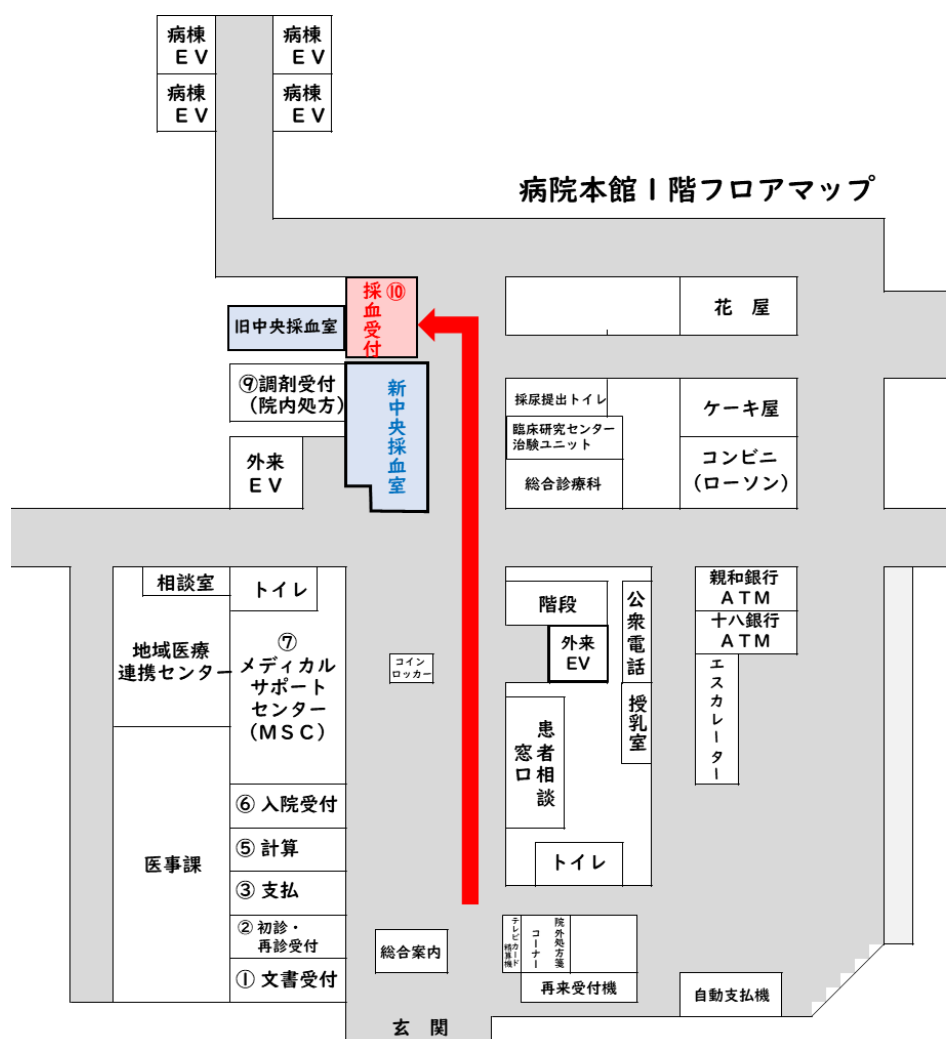 病棟
ＥＶ
病棟
ＥＶ
病棟
ＥＶ
病棟
ＥＶ
病院本館１階フロアマップ
⑩
採血受付
旧中央採血室
花　屋
⑨調剤受付
（院内処方）
新中央採血室
採尿提出トイレ
ケーキ屋
臨床研究センター
治験ユニット
外来
ＥＶ
総合診療科
コンビニ
（ローソン）
相談室
トイレ
階段
公衆電話
親和銀行
ＡＴＭ
十八銀行
ＡＴＭ
地域医療
連携センター
⑦
メディカル
サポート
センター
（ＭＳＣ）
コイン
ロッカー
外来
EV
エスカレーター
授乳室
患者相談
窓口
⑥入院受付
⑤計算
医事課
トイレ
③支払
②初診・
再診受付
総合案内
テレビカード
精算機
院外処方箋
コーナー
①文書受付
再来受付機
自動支払機
玄　関